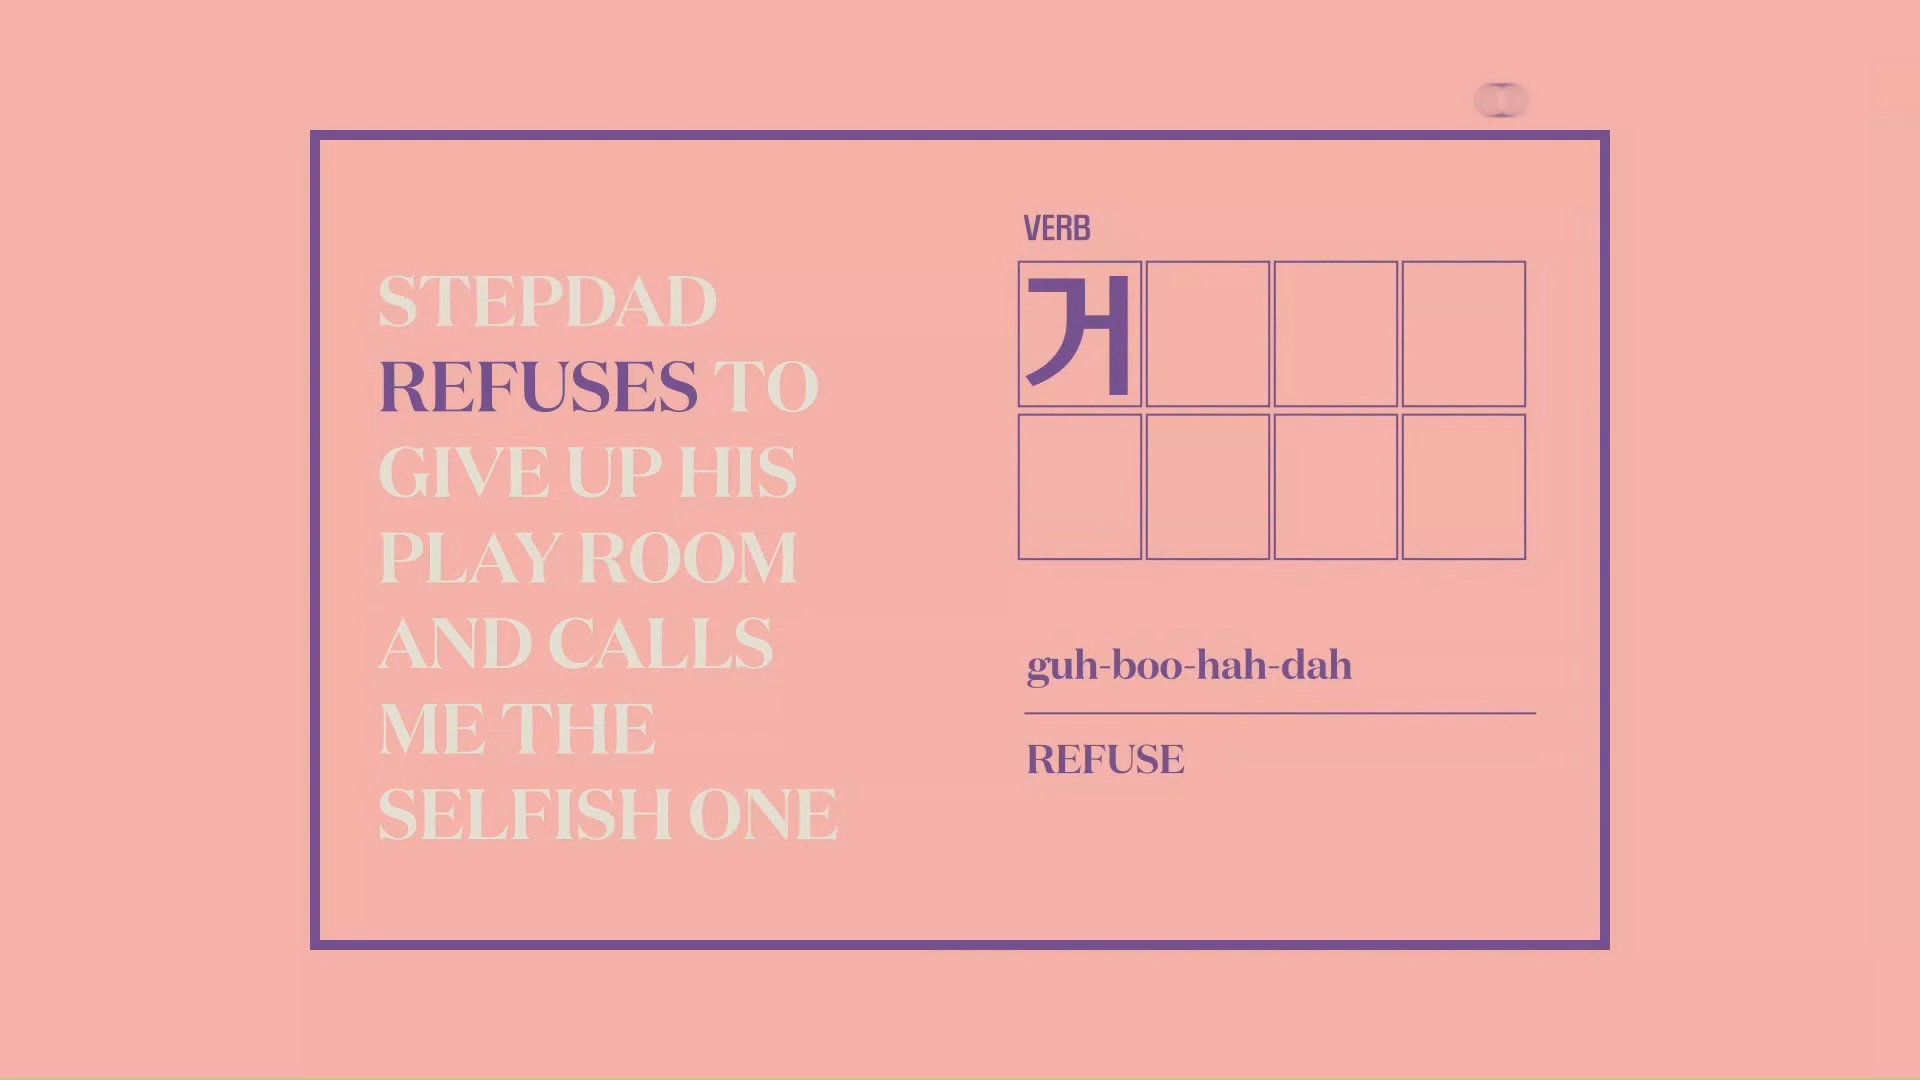 STEPDAD
REFUSES TO
GIVE UP HIS
PLAY ROOM
AND CALLS
ME THE
SELFISH ONE
VERB
거
guh-boo-hah-dah
REFUSE